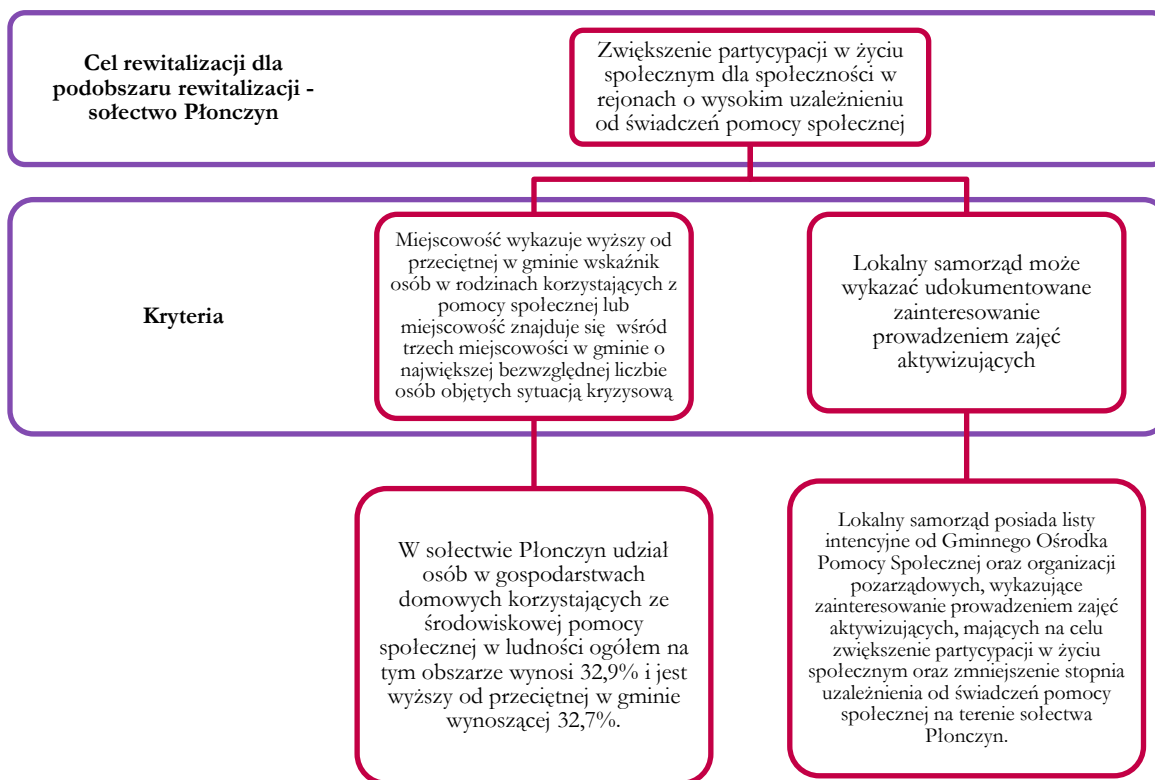 Cel rewitalizacji dla
podobszaru rewitalizacji -
sołectwo Płonczyn
Zwiększenie partycypacji w życiu
społecznym dla społeczności w
rejonach o wysokim uzależnieniu
od świadczeń pomocy społecznej
Kryteria
Miejscowość wykazuje wyższy od
przeciętnej w gminie wskaźnik
osób w rodzinach korzystających z
pomocy społecznej lub
miejscowość znajduje się wśród
trzech miejscowości w gminie o
największej bezwzględnej liczbie
osób objętych sytuacją kryzysową
Lokalny samorząd może
wykazać udokumentowane
zainteresowanie
prowadzeniem zajęć
aktywizujących
W sołectwie Płonczyn udział
osób w gospodarstwach
domowych korzystających ze
środowiskowej pomocy
społecznej w ludności ogółem na
tym obszarze wynosi 32,9% i jest
wyższy od przeciętnej w gminie
wynoszącej 32,7%.
Lokalny samorząd posiada listy
intencyjne od Gminnego Ośrodka
Pomocy Społecznej oraz organizacji
pozarządowych, wykazujące
zainteresowanie prowadzeniem zajęć
aktywizujących, mających na celu
zwiększenie partycypacji w życiu
społecznym oraz zmniejszenie stopnia
uzależnienia od świadczeń pomocy
społecznej na terenie sołectwa
Płonczyn.